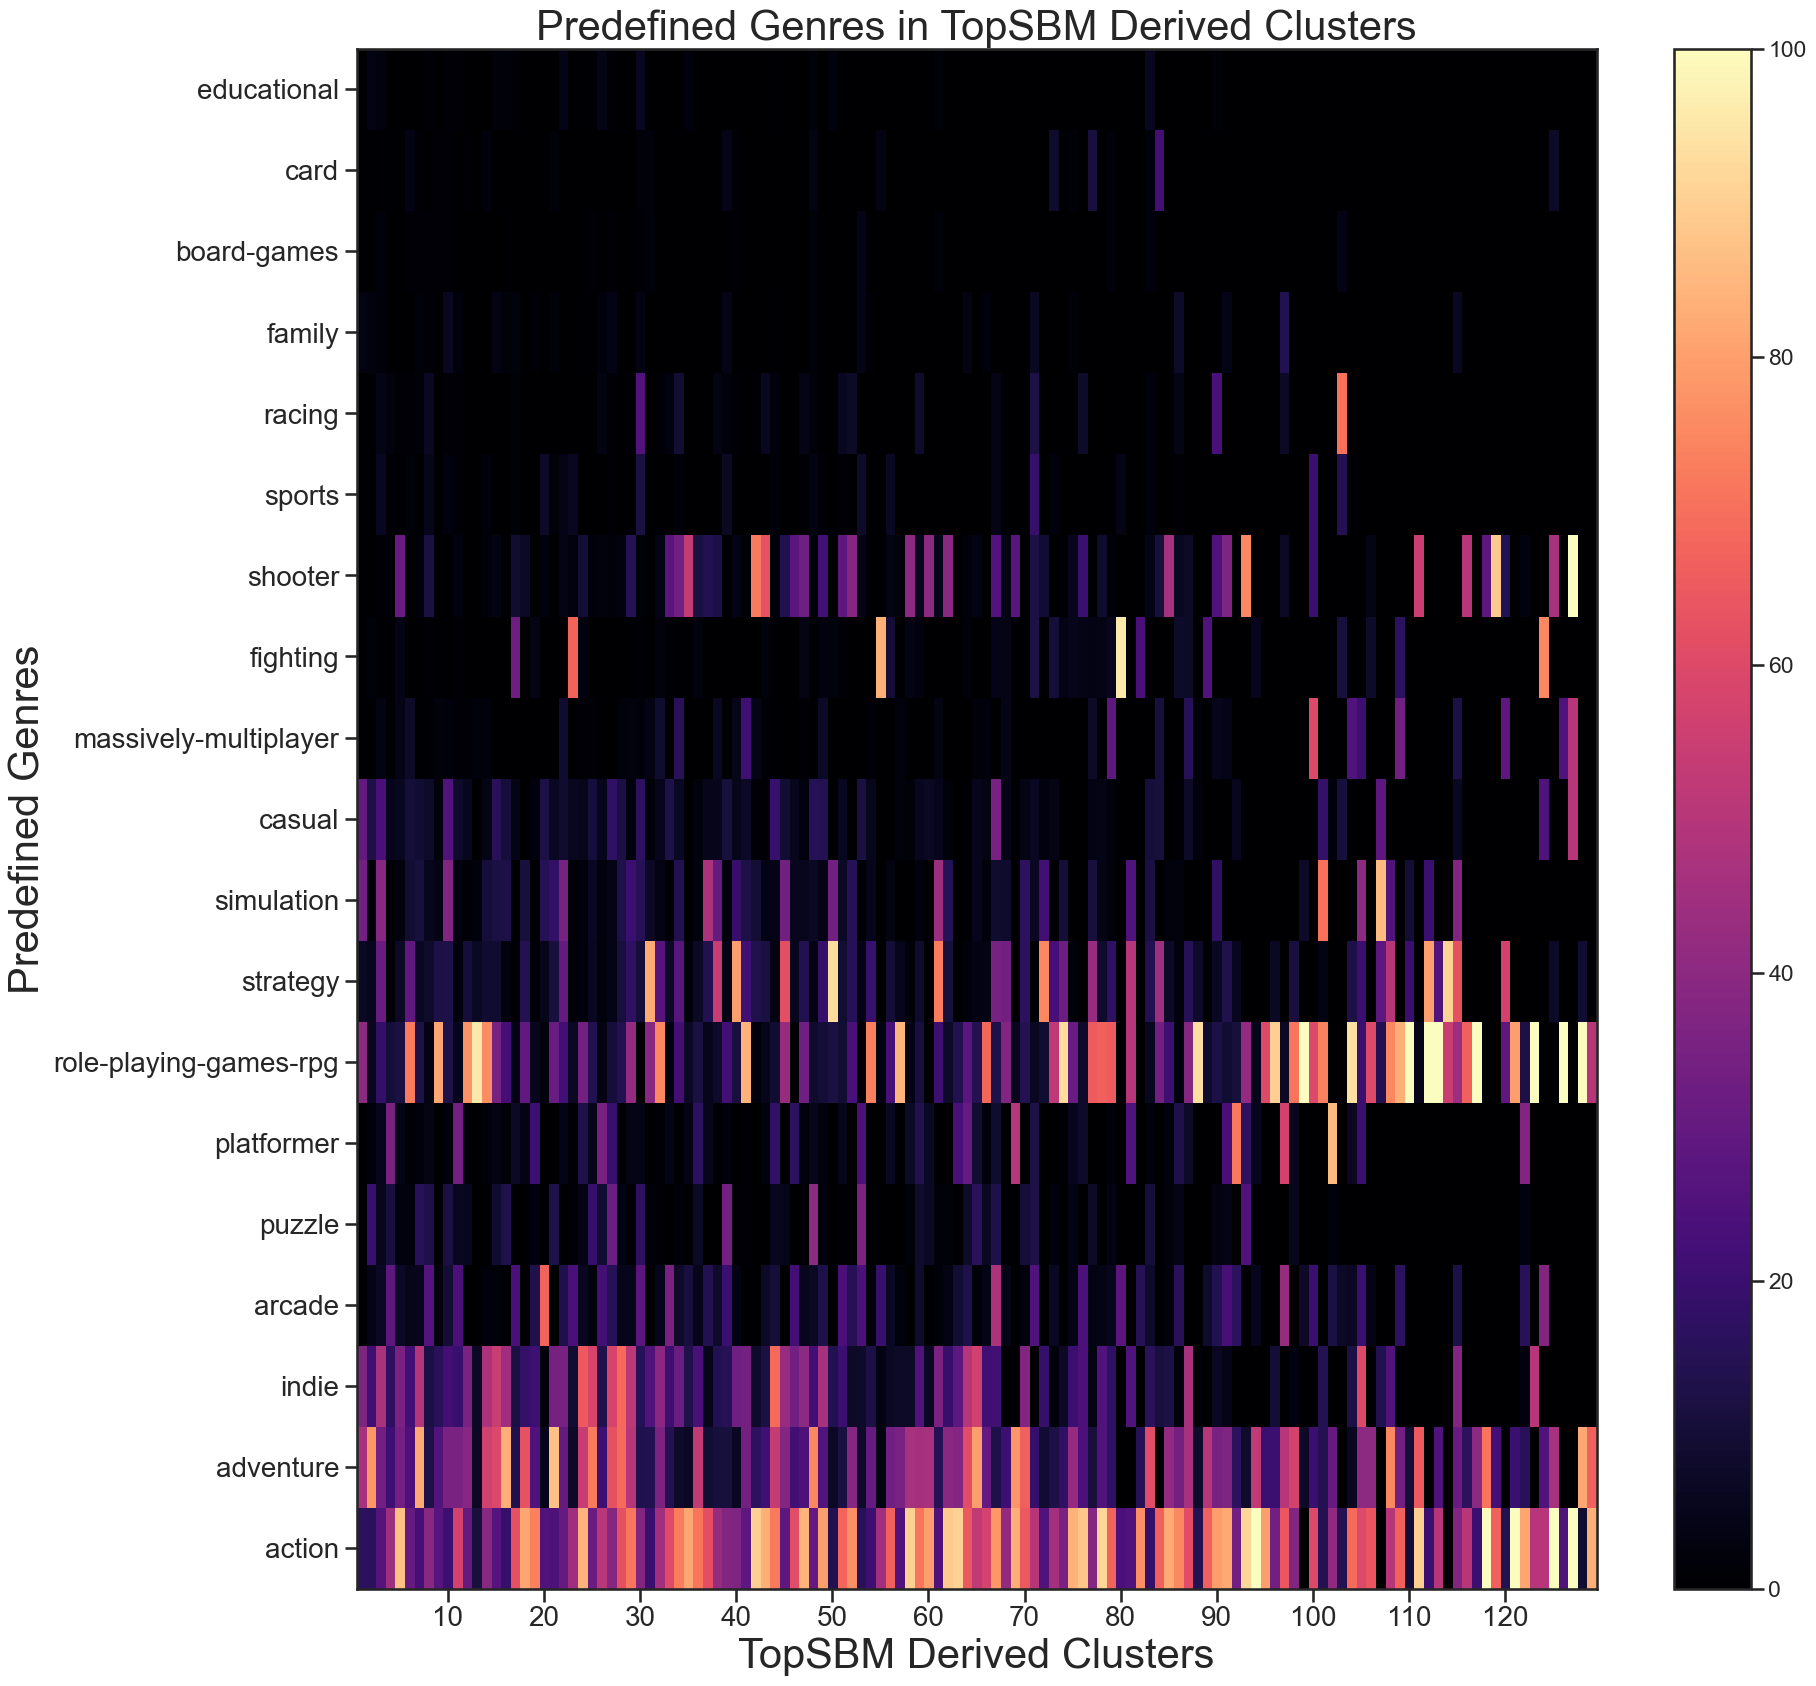 Predefined Genres in TopSBM Derived Clusters
educational
card
board-games
family
racing
sports
shooter
fighting
massively-multiplayer
casual
simulation
strategy
role-playing-games-rpg
platformer
puzzle
arcade
indie
adventure
action
Predefined Genres
10 20 30 40 50 60 70 80 90 100 110 120
TopSBM Derived Clusters
100
80
60
40
20
0